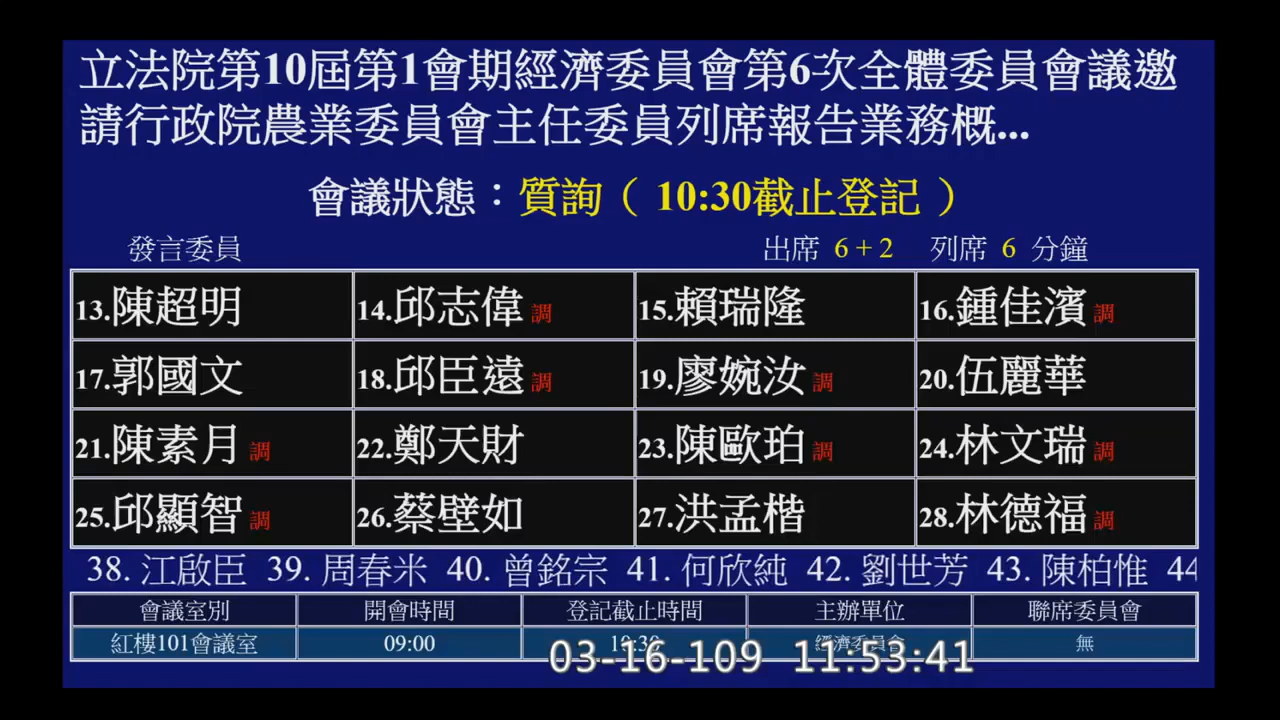 立法院第10屆第1會期經濟委員會第6次全體委員會議邀
請行政院農業委員會主任委員列席報告業務概...
會議狀態：質詢（ 10:30截止登記 ）
發言委員 出席 6 + 2 列席 6 分鐘
13.陳超明 14.邱志偉 調 15.賴瑞隆 16.鍾佳濱 調
17.郭國文 18.邱臣遠 調 19.廖婉汝 調 20.伍麗華
21.陳素月 調 22.鄭天財 23.陳歐珀 調 24.林文瑞 調
25.邱顯智 調 26.蔡壁如 27.洪孟楷 28.林德福 調
38. 江啟臣 39. 周春米 40. 曾銘宗 41. 何欣純 42. 劉世芳 43. 陳柏惟 44
會議室別 開會時間 登記截止時間 主辦單位 聯席委員會
紅樓101會議室 09:00 10:30 經濟委員會 無
03-16-109 11:53:41